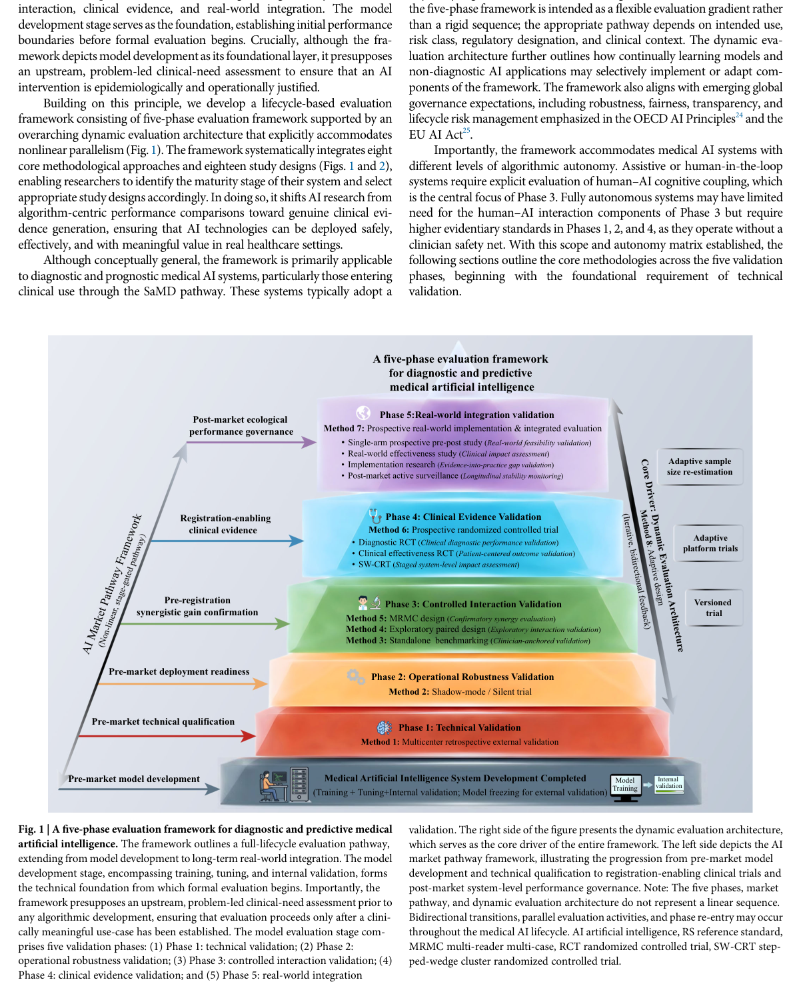 interaction, clinical evidence, and real-world integration. The model
development stage serves as the foundation, establishing initial performance
boundaries before formal evaluation begins. Crucially, although the fra-
mework depicts model development as its foundational layer, it presupposes
an upstream, problem-led clinical-need assessment to ensure that an AI
intervention is epidemiologically and operationally justified.
Building on this principle, we develop a lifecycle-based evaluation
framework consisting of five-phase evaluation framework supported by an
overarching dynamic evaluation architecture that explicitly accommodates
nonlinear parallelism (Fig. 1). The framework systematically integrates eight
core methodological approaches and eighteen study designs (Figs. 1 and 2),
enabling researchers to identify the maturity stage of their system and select
appropriate study designs accordingly. In doing so, it shifts AI research from
algorithm-centric performance comparisons toward genuine clinical evi-
dence generation, ensuring that AI technologies can be deployed safely,
effectively, and with meaningful value in real healthcare settings.
Although conceptually general, the framework is primarily applicable
to diagnostic and prognostic medical AI systems, particularly those entering
clinical use through the SaMD pathway. These systems typically adopt a
the five-phase framework is intended as a flexible evaluation gradient rather
than a rigid sequence; the appropriate pathway depends on intended use,
risk class, regulatory designation, and clinical context. The dynamic eva-
luation architecture further outlines how continually learning models and
non-diagnostic AI applications may selectively implement or adapt com-
ponents of the framework. The framework also aligns with emerging global
governance expectations, including robustness, fairness, transparency, and
lifecycle risk management emphasized in the OECD AI Principles24 and the
EU AI Act25.
Importantly, the framework accommodates medical AI systems with
different levels of algorithmic autonomy. Assistive or human-in-the-loop
systems require explicit evaluation of human–AI cognitive coupling, which
is the central focus of Phase 3. Fully autonomous systems may have limited
need for the human–AI interaction components of Phase 3 but require
higher evidentiary standards in Phases 1, 2, and 4, as they operate without a
clinician safety net. With this scope and autonomy matrix established, the
following sections outline the core methodologies across the five validation
phases, beginning with the foundational requirement of technical
validation.
A five-phase evaluation framework
for diagnostic and predictive
medical artificial intelligence
AI Market Pathway Framework
(Non-linear, stage-gated pathway)
Post-market ecological
performance governance
Phase 5:Real-world integration validation
Method 7: Prospective real-world implementation & integrated evaluation
• Single-arm prospective pre-post study (Real-world feasibility validation)
• Real-world effectiveness study (Clinical impact assessment)
• Implementation research (Evidence-into-practice gap validation)
• Post-market active surveillance (Longitudinal stability monitoring)
Registration-enabling
clinical evidence
Phase 4: Clinical Evidence Validation
Method 6: Prospective randomized controlled trial
• Diagnostic RCT (Clinical diagnostic performance validation)
• Clinical effectiveness RCT (Patient-centered outcome validation)
• SW-CRT (Staged system-level impact assessment)
Pre-registration
synergistic gain confirmation
Phase 3: Controlled Interaction Validation
Method 5: MRMC design (Confirmatory synergy evaluation)
Method 4: Exploratory paired design (Exploratory interaction validation)
Method 3: Standalone benchmarking (Clinician-anchored validation)
Pre-market deployment readiness
Phase 2: Operational Robustness Validation
Method 2: Shadow-mode / Silent trial
Pre-market technical qualification
Phase 1: Technical Validation
Method 1: Multicenter retrospective external validation
Pre-market model development
Medical Artificial Intelligence System Development Completed
(Training + Tuning+Internal validation; Model freezing for external validation)
Model
Training
Internal
validation
Core Driver: Dynamic Evaluation Architecture
Method 8: Adaptive design
(Iterative, bidirectional feedback)
Adaptive sample
size re-estimation
Adaptive
platform trials
Versioned
trial
Fig. 1 | A five-phase evaluation framework for diagnostic and predictive medical
artificial intelligence. The framework outlines a full-lifecycle evaluation pathway,
extending from model development to long-term real-world integration. The model
development stage, encompassing training, tuning, and internal validation, forms
the technical foundation from which formal evaluation begins. Importantly, the
framework presupposes an upstream, problem-led clinical-need assessment prior to
any algorithmic development, ensuring that evaluation proceeds only after a clini-
cally meaningful use-case has been established. The model evaluation stage com-
prises five validation phases: (1) Phase 1: technical validation; (2) Phase 2:
operational robustness validation; (3) Phase 3: controlled interaction validation; (4)
Phase 4: clinical evidence validation; and (5) Phase 5: real-world integration
validation. The right side of the figure presents the dynamic evaluation architecture,
which serves as the core driver of the entire framework. The left side depicts the AI
market pathway framework, illustrating the progression from pre-market model
development and technical qualification to registration-enabling clinical trials and
post-market system-level performance governance. Note: The five phases, market
pathway, and dynamic evaluation architecture do not represent a linear sequence.
Bidirectional transitions, parallel evaluation activities, and phase re-entry may occur
throughout the medical AI lifecycle. AI artificial intelligence, RS reference standard,
MRMC multi-reader multi-case, RCT randomized controlled trial, SW-CRT step-
ped-wedge cluster randomized controlled trial.